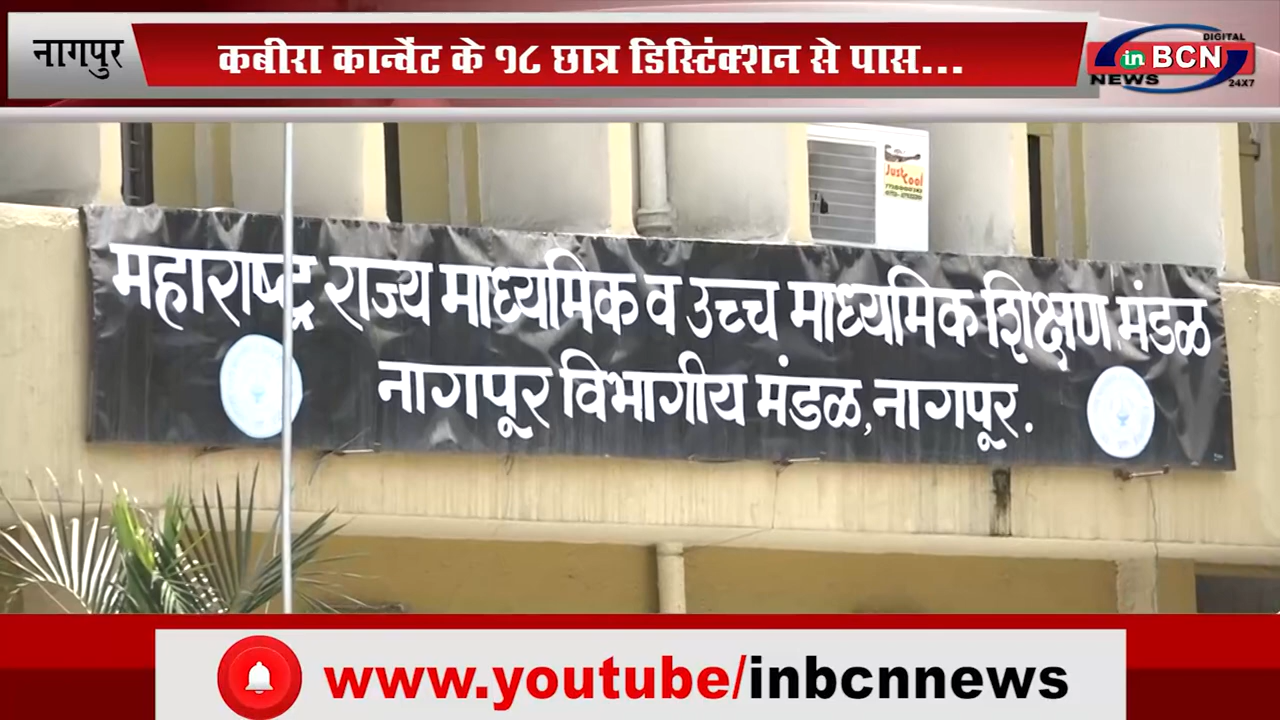 नागपुर
कबीरा कान्वेंट के १८ छात्र डिस्टिंक्शन से पास...
DIGITAL
in BCN
NEWS 24X7
Just Cool
महाराष्ट्र राज्य माध्यमिक व उच्च माध्यमिक शिक्षण मंडळ
नागपूर विभागीय मंडळ, नागपूर.
www.youtube/inbcnnews